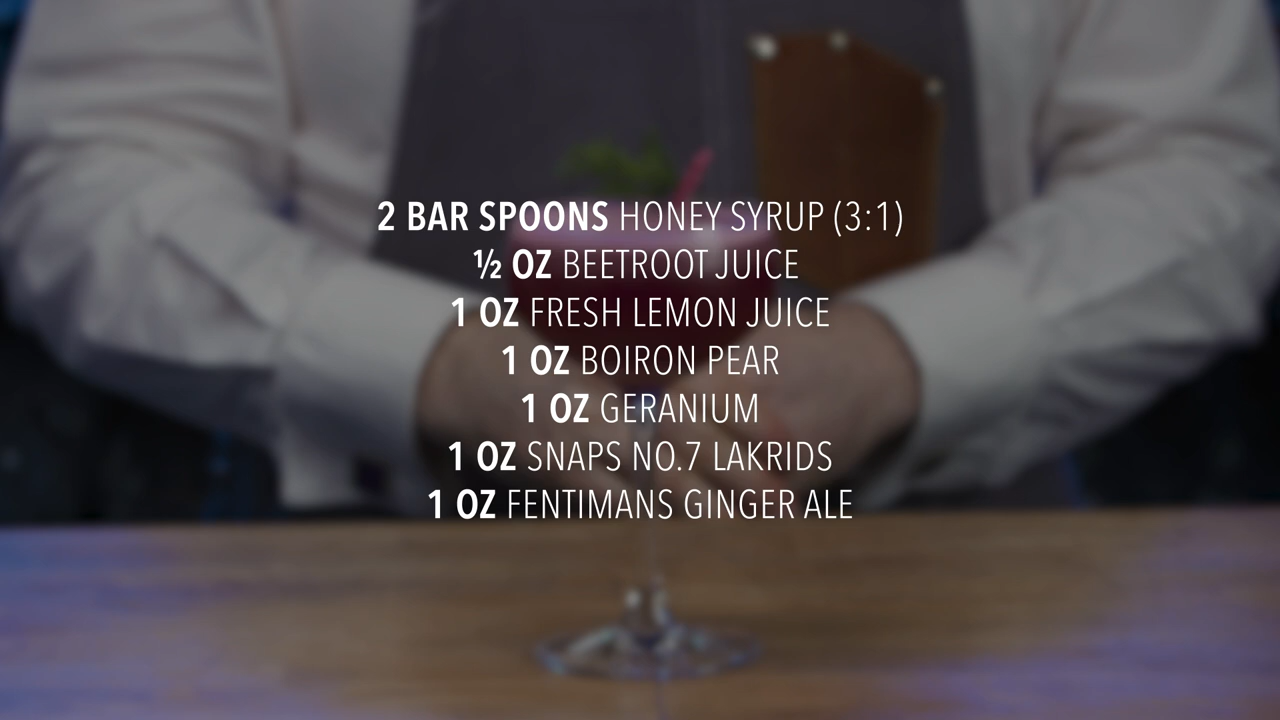 2 BAR SPOONS HONEY SYRUP (3:1)
½ OZ BEETROOT JUICE
1 OZ FRESH LEMON JUICE
1 OZ BOIRON PEAR
1 OZ GERANIUM
1 OZ SNAPS NO.7 LAKRIDS
1 OZ FENTIMANS GINGER ALE